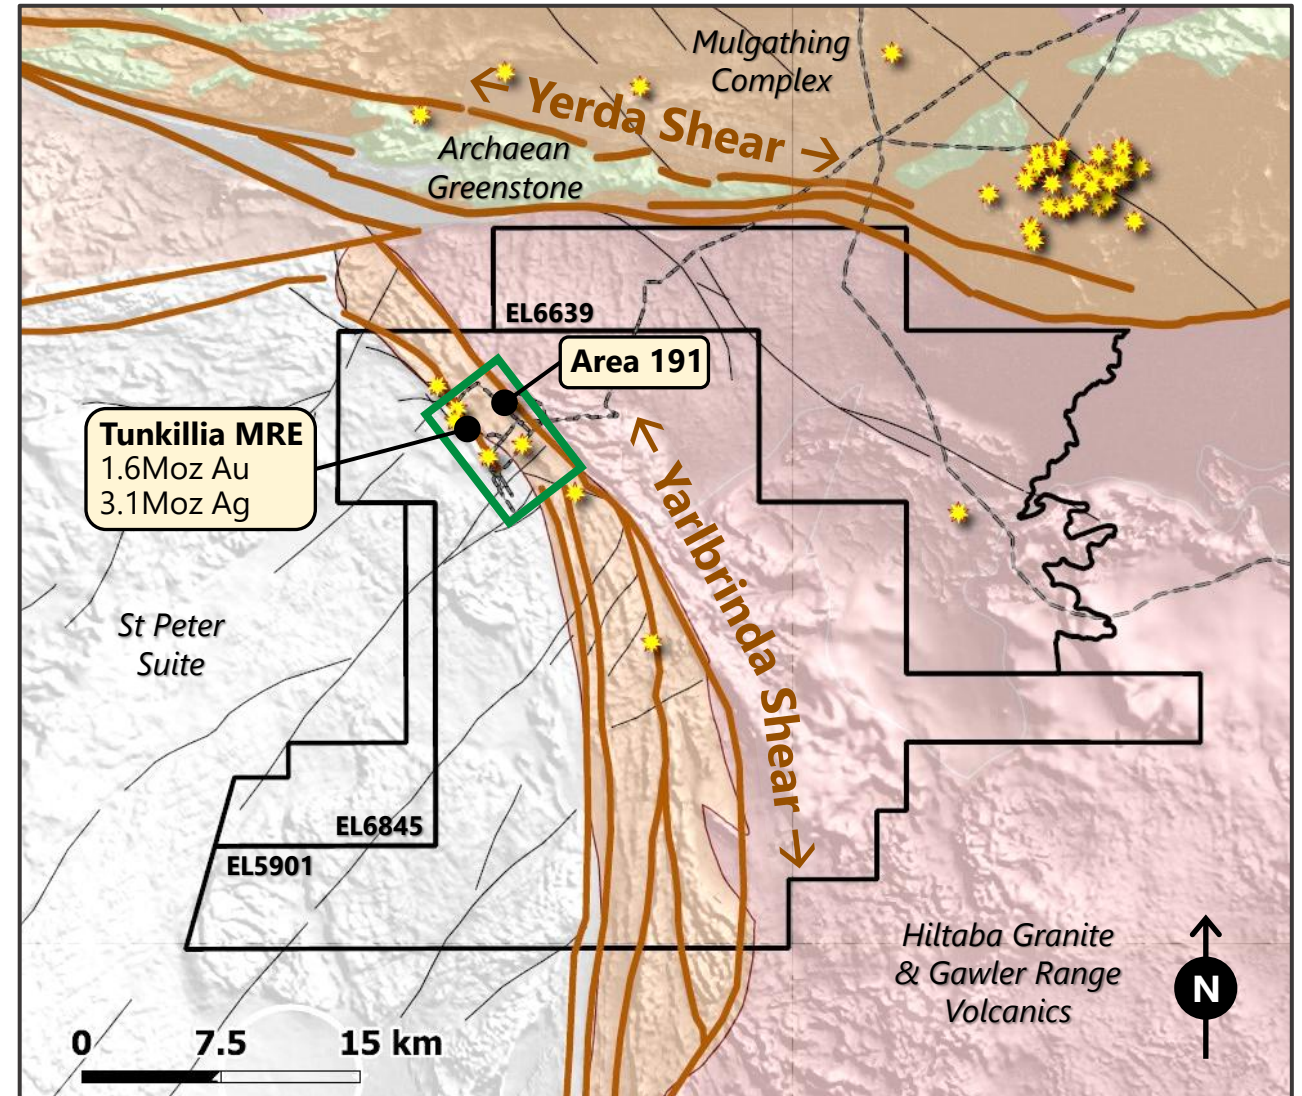 Mulgathing
Complex
← Yerda Shear →
Archaean
Greenstone
EL6639
Area 191
Tunkillia MRE
1.6Moz Au
3.1Moz Ag
← Yarlbrinda Shear →
St Peter
Suite
EL6845
EL5901
Hiltaba Granite
& Gawler Range
Volcanics
N
0 7.5 15 km